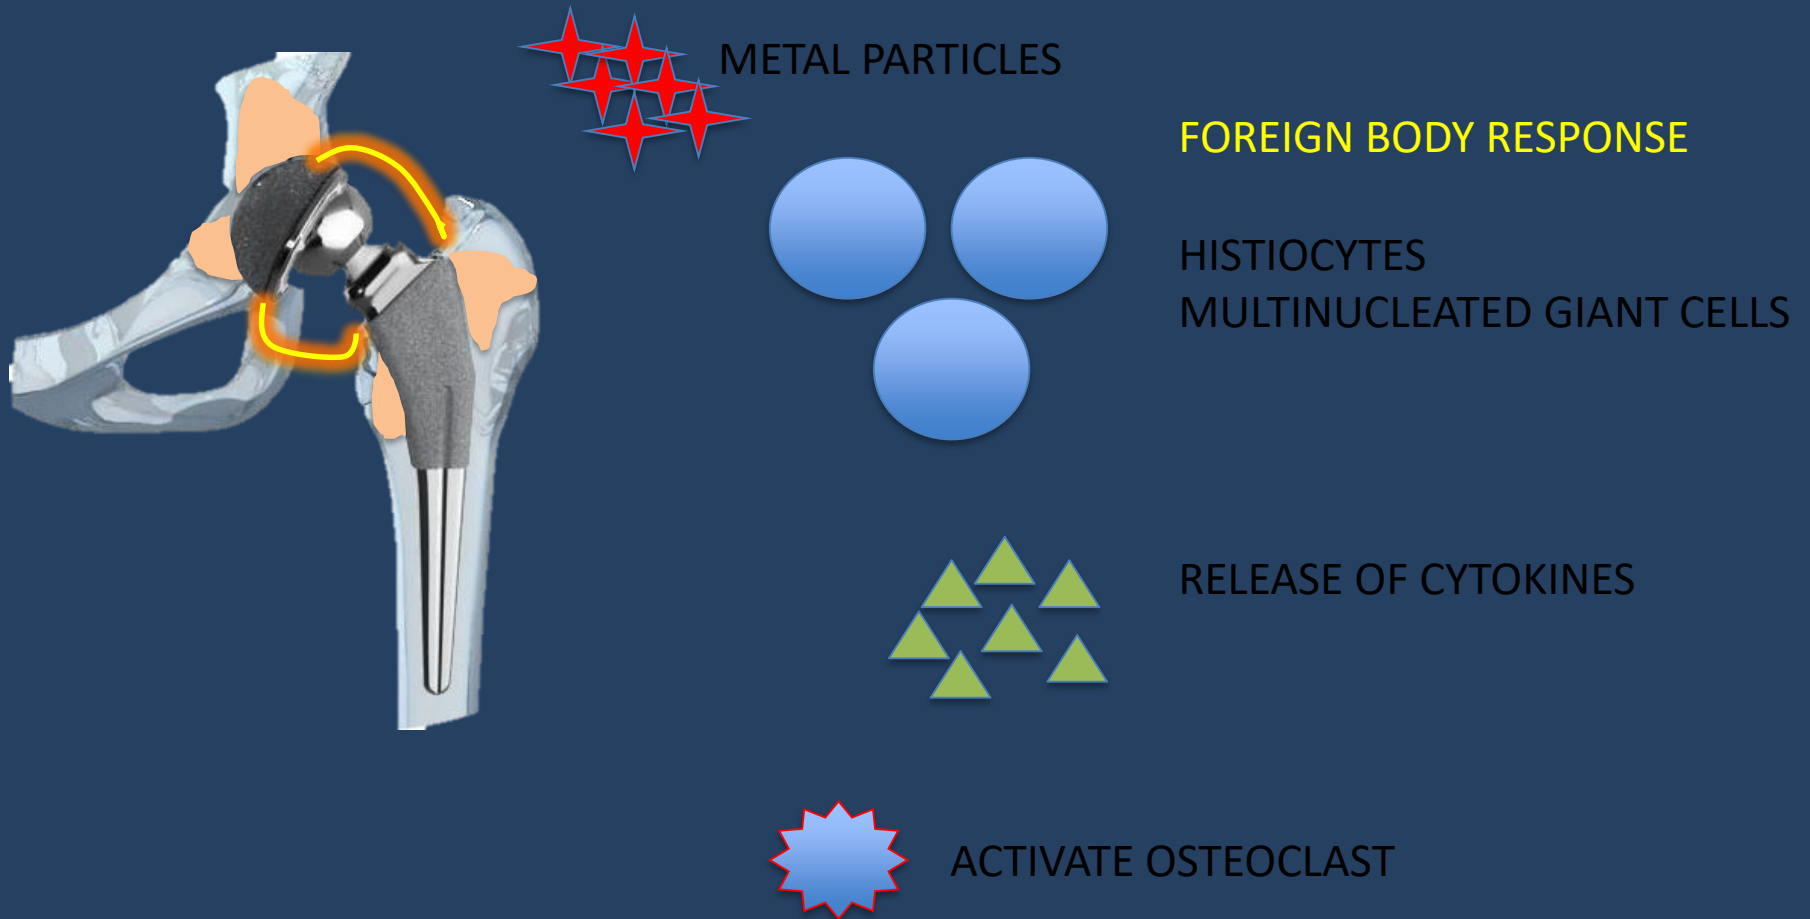 METAL PARTICLES
FOREIGN BODY RESPONSE
HISTIOCYTES
MULTINUCLEATED GIANT CELLS
RELEASE OF CYTOKINES
ACTIVATE OSTEOCLAST